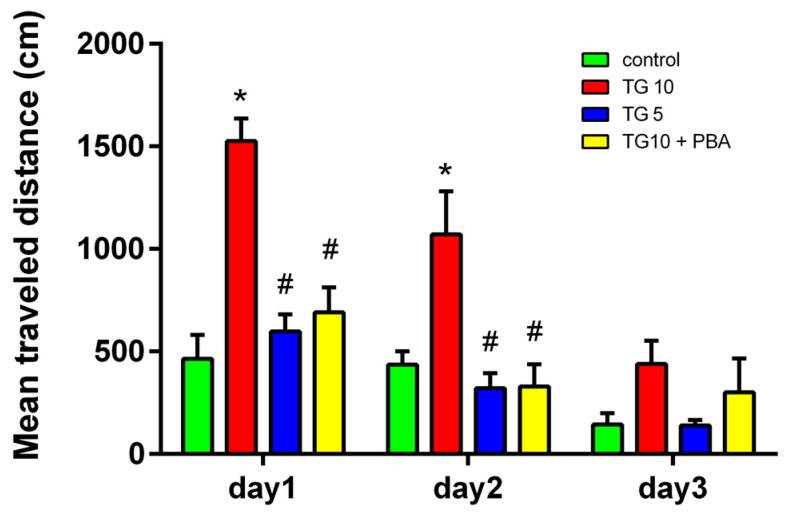 Mean traveled distance (cm)
2000
1500
1000
500
0
*
#
#
*
#
#
day1
day2
day3
control
TG 10
TG 5
TG10 + PBA